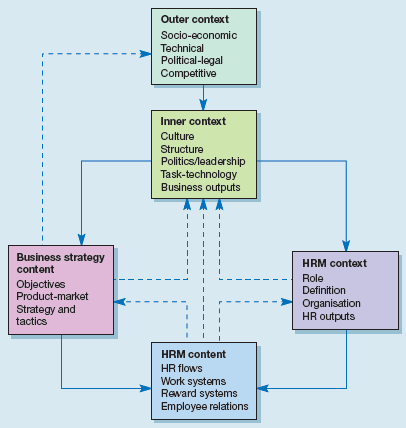 Outer context
Socio-economic
Technical
Political-legal
Competitive
Inner context
Culture
Structure
Politics/leadership
Task-technology
Business outputs
Business strategy
content
Objectives
Product-market
Strategy and
tactics
HRM context
Role
Definition
Organisation
HR outputs
HRM content
HR flows
Work systems
Reward systems
Employee relations